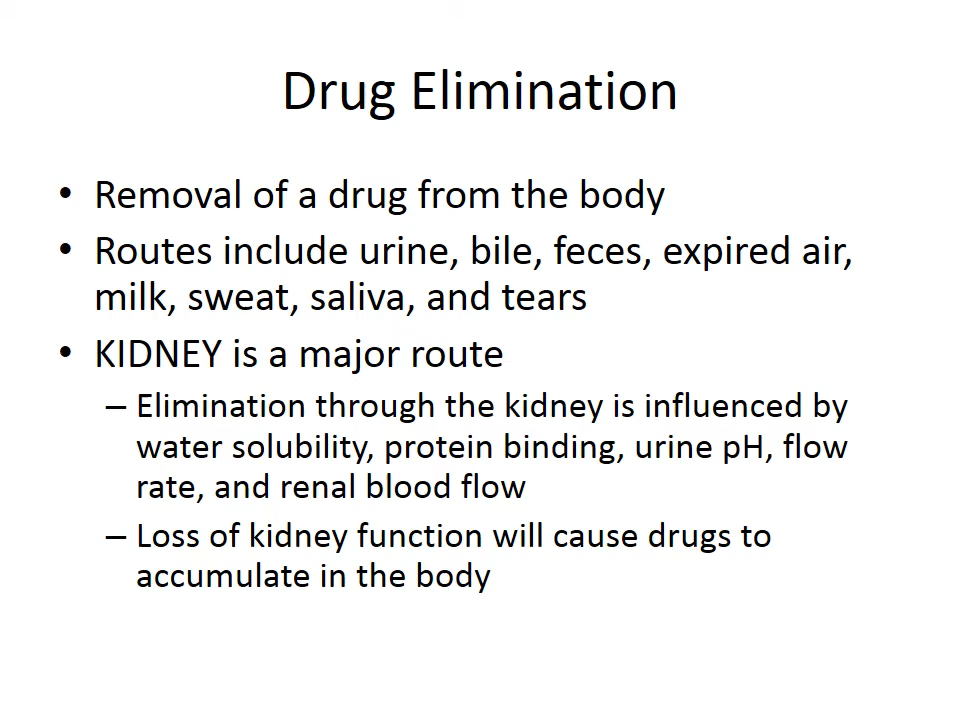 Drug Elimination
• Removal of a drug from the body
• Routes include urine, bile, feces, expired air,
milk, sweat, saliva, and tears
• KIDNEY is a major route
– Elimination through the kidney is influenced by
water solubility, protein binding, urine pH, flow
rate, and renal blood flow
– Loss of kidney function will cause drugs to
accumulate in the body